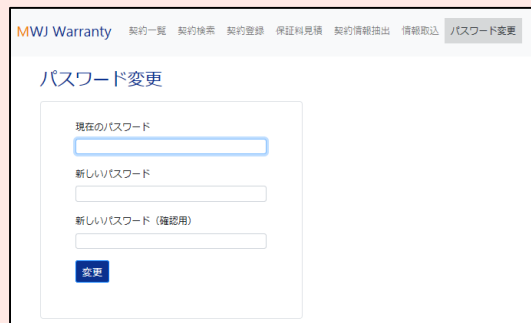 MWJ Warranty 契約一覧 契約検索 契約登録 保証料見積 契約情報抽出 情報取込 パスワード変更
パスワード変更
現在のパスワード
新しいパスワード
新しいパスワード（確認用）
変更